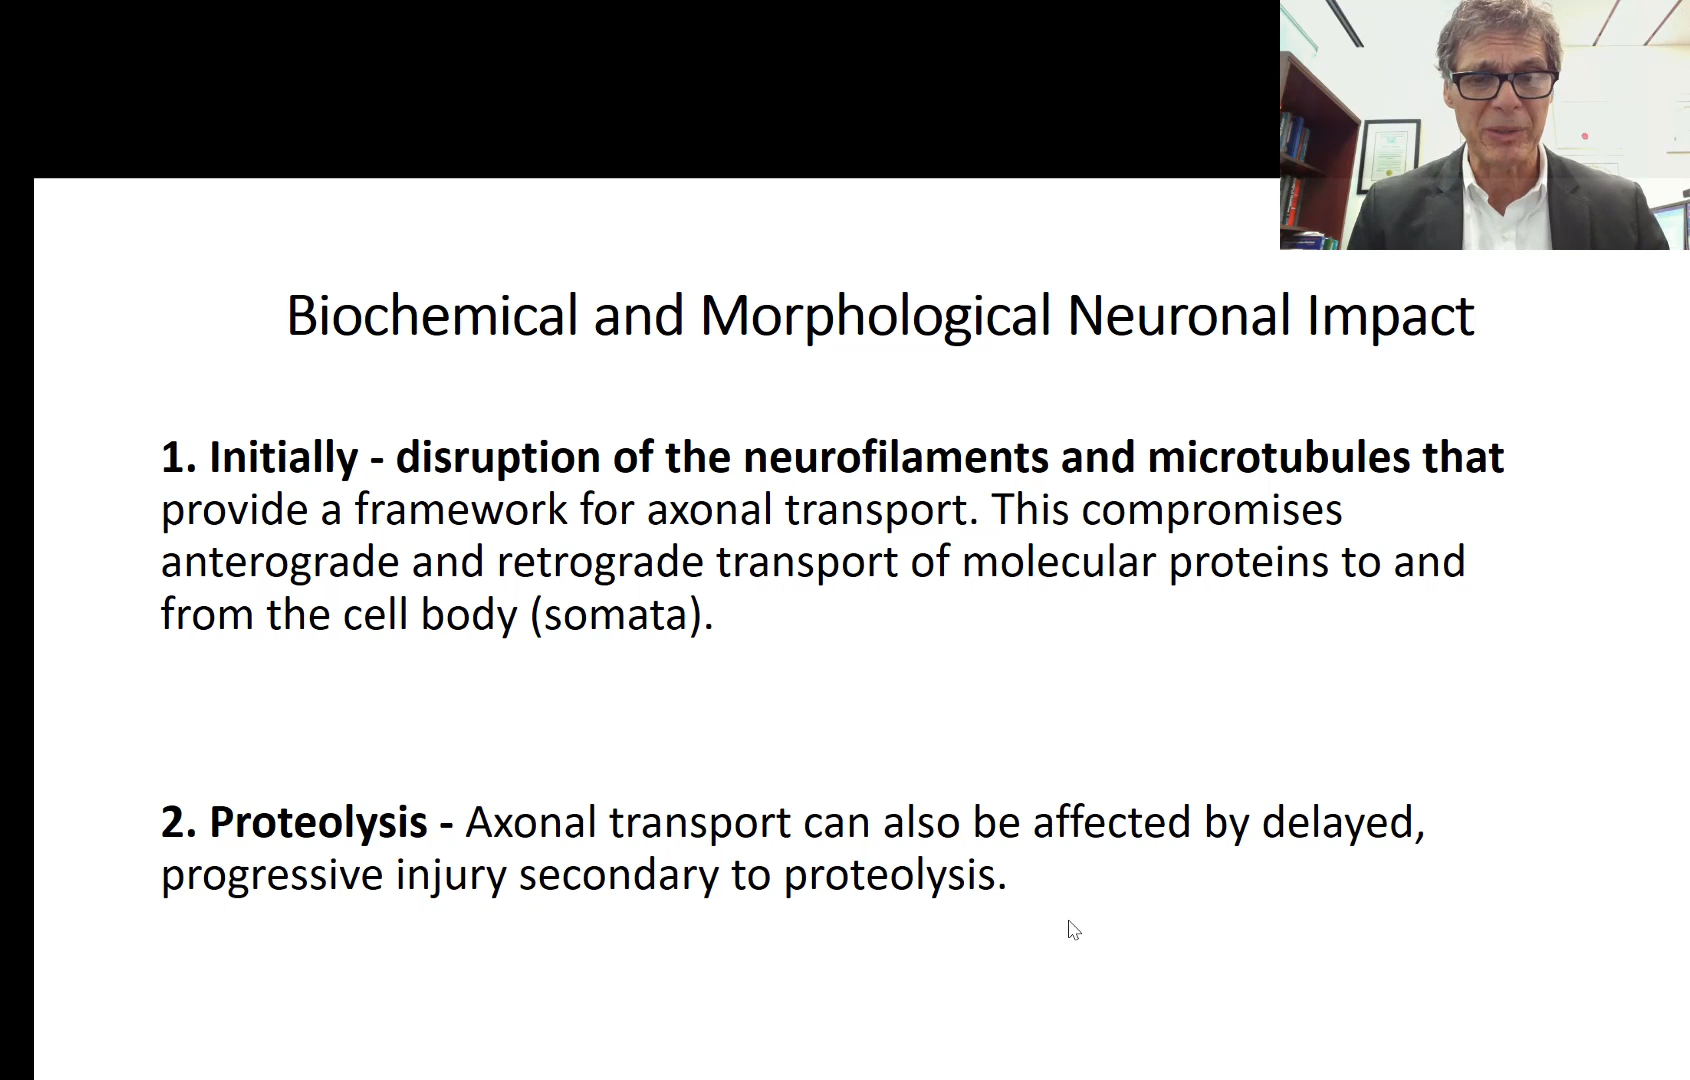 Biochemical and Morphological Neuronal Impact
1. Initially - disruption of the neurofilaments and microtubules that
provide a framework for axonal transport. This compromises
anterograde and retrograde transport of molecular proteins to and
from the cell body (somata).
2. Proteolysis - Axonal transport can also be affected by delayed,
progressive injury secondary to proteolysis.